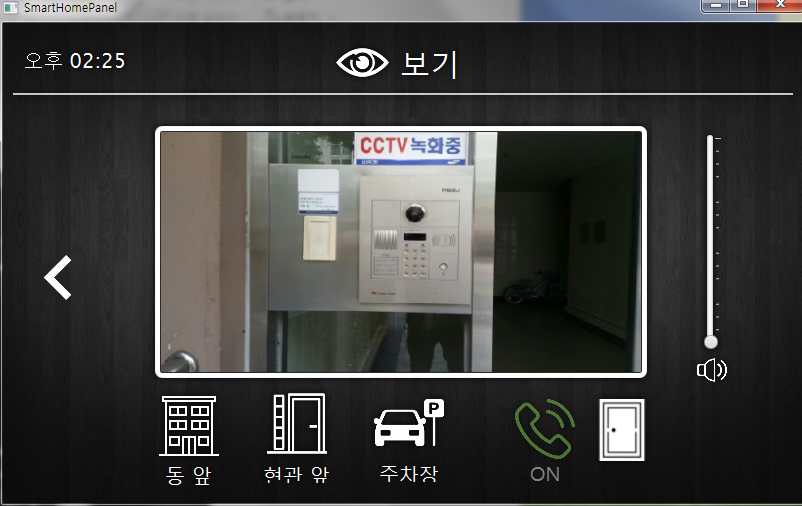 SmartHomePanel
오후 02:25
보기
CCTV 녹화중
P
동 앞
현관 앞
주차장
ON